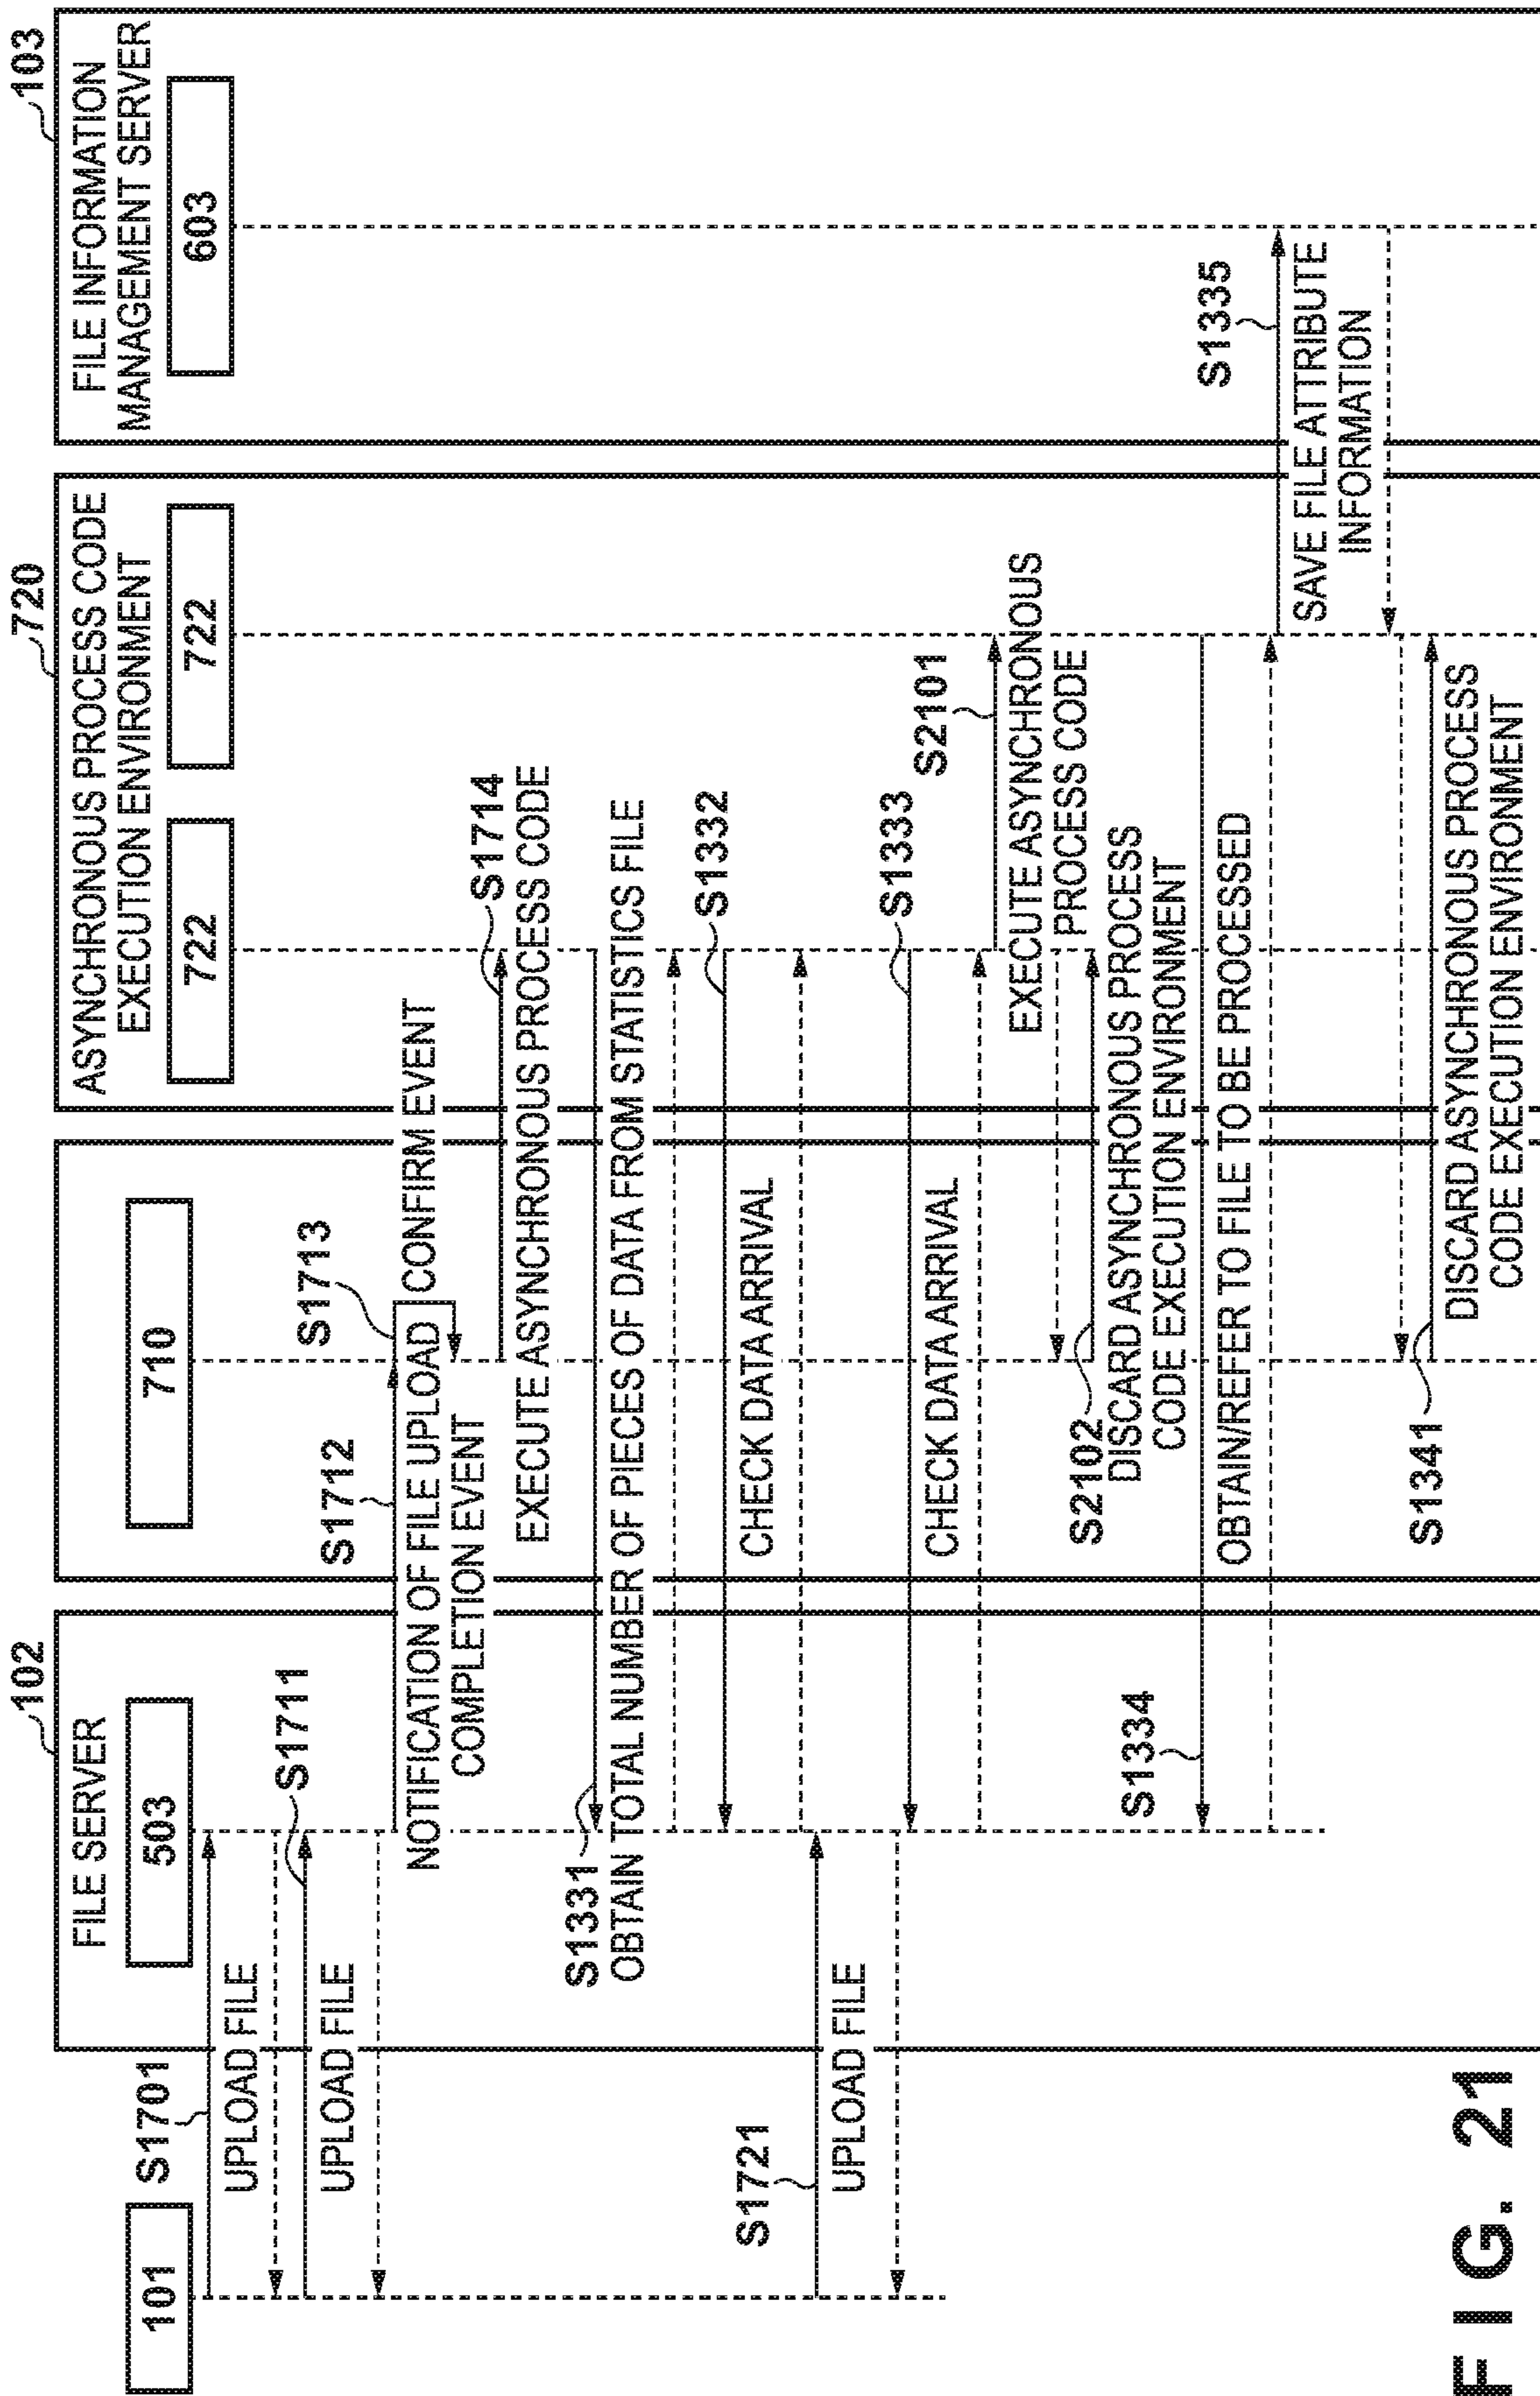 101
102
FILE SERVER
503
710
720
ASYNCHRONOUS PROCESS CODE
EXECUTION ENVIRONMENT
722
722
103
FILE INFORMATION
MANAGEMENT SERVER
603
S1701
UPLOAD FILE
S1711
UPLOAD FILE
S1712
NOTIFICATION OF FILE UPLOAD
COMPLETION EVENT
S1713
CONFIRM EVENT
S1714
EXECUTE ASYNCHRONOUS PROCESS CODE
S1331
OBTAIN TOTAL NUMBER OF PIECES OF DATA FROM STATISTICS FILE
S1332
CHECK DATA ARRIVAL
S1721
UPLOAD FILE
S1333
CHECK DATA ARRIVAL
S2101
EXECUTE ASYNCHRONOUS
PROCESS CODE
S2102
DISCARD ASYNCHRONOUS PROCESS
CODE EXECUTION ENVIRONMENT
S1334
OBTAIN/REFER TO FILE TO BE PROCESSED
S1335
SAVE FILE ATTRIBUTE
INFORMATION
S1341
DISCARD ASYNCHRONOUS PROCESS
CODE EXECUTION ENVIRONMENT
FIG. 21